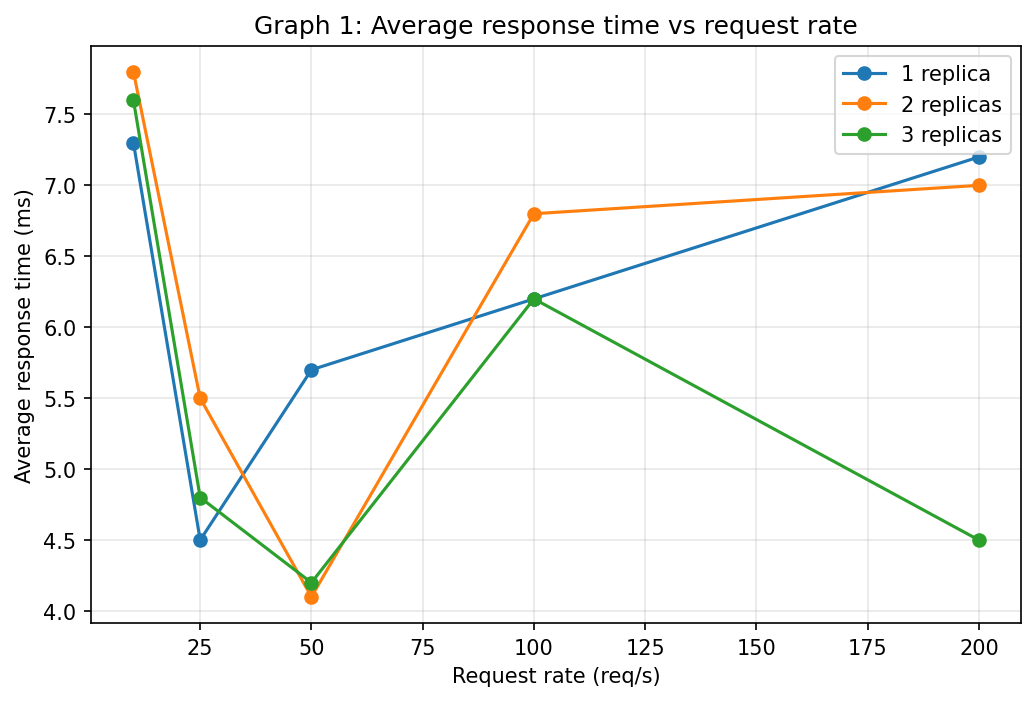 Graph 1: Average response time vs request rate
1 replica
2 replicas
3 replicas
Average response time (ms)
7.5
7.0
6.5
6.0
5.5
5.0
4.5
4.0
25 50 75 100 125 150 175 200
Request rate (req/s)